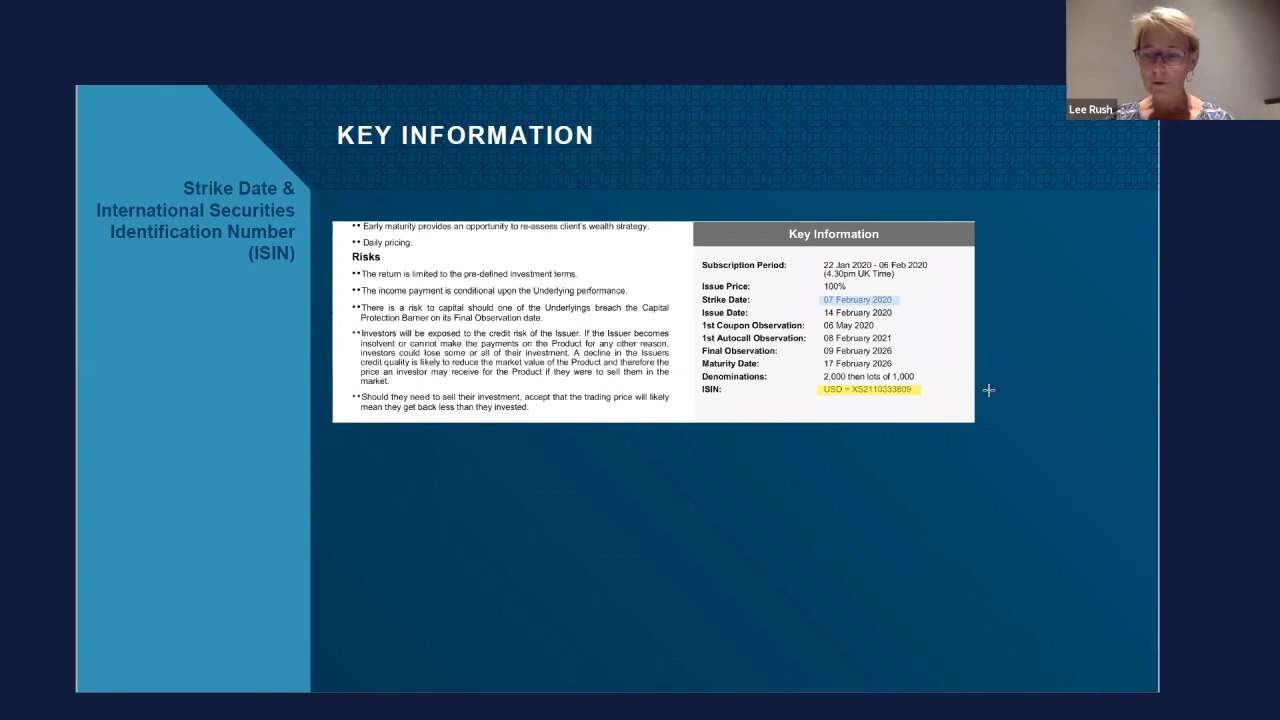 Lee Rush
KEY INFORMATION
Strike Date &
International Securities
Identification Number
(ISIN)
•• Early maturity provides an opportunity to re-assess client's wealth strategy.
•• Daily pricing.
Risks
•• The return is limited to the pre-defined investment terms.
•• The income payment is conditional upon the Underlying performance.
•• There is a risk to capital should one of the Underlyings breach the Capital
Protection Barrier on its Final Observation date.
•• Investors will be exposed to the credit risk of the Issuer. If the Issuer becomes
insolvent or cannot make the payments on the Product for any other reason,
investors could lose some or all of their investment. A decline in the Issuers
credit quality is likely to reduce the market value of the Product and therefore the
price an investor may receive for the Product if they were to sell them in the
market.
•• Should they need to sell their investment, accept that the trading price will likely
mean they get back less than they invested.
Key Information
Subscription Period: 22 Jan 2020 - 06 Feb 2020
(4.30pm UK Time)
Issue Price: 100%
Strike Date: 07 February 2020
Issue Date: 14 February 2020
1st Coupon Observation: 06 May 2020
1st Autocall Observation: 08 February 2021
Final Observation: 09 February 2026
Maturity Date: 17 February 2026
Denominations: 2,000 then lots of 1,000
ISIN: USD = XS2110333809